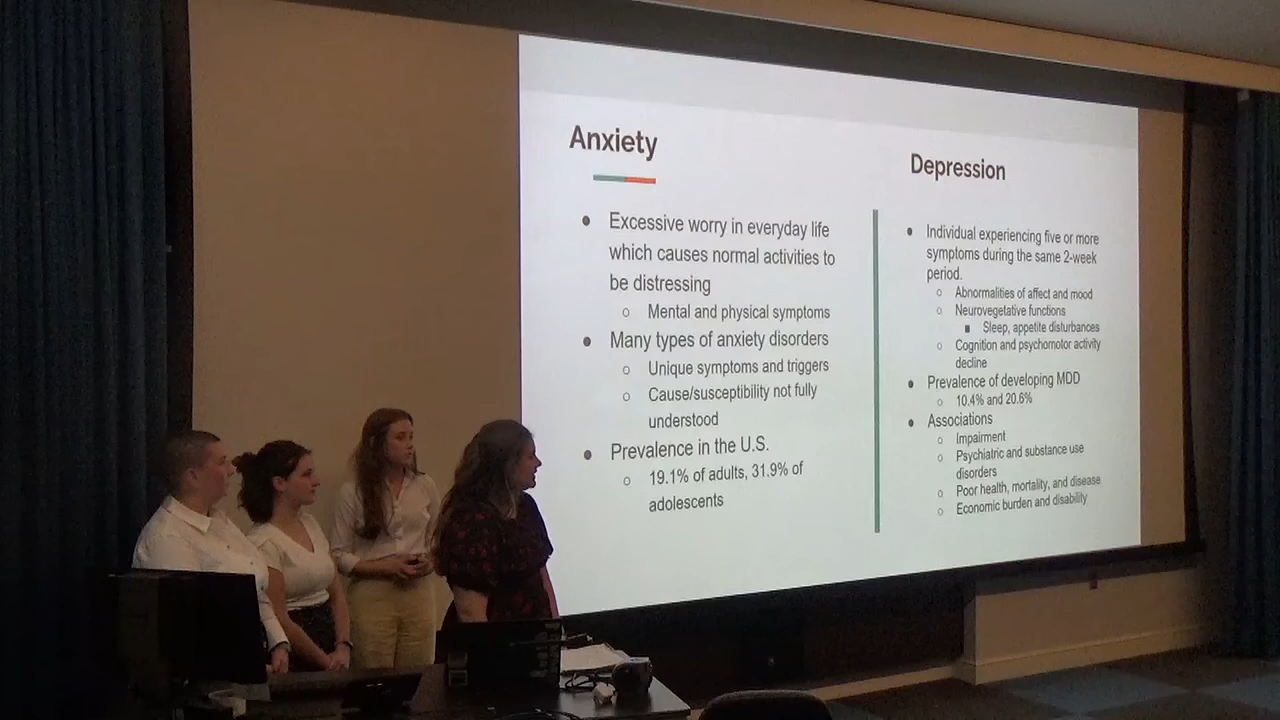 Anxiety
Excessive worry in everyday life
which causes normal activities to
be distressing
Mental and physical symptoms
Many types of anxiety disorders
Unique symptoms and triggers
Cause/susceptibility not fully
understood
Prevalence in the U.S.
19.1% of adults, 31.9% of
adolescents
Depression
Individual experiencing five or more
symptoms during the same 2-week
period.
Abnormalities of affect and mood
Neurovegetative functions
Sleep, appetite disturbances
Cognition and psychomotor activity
decline
Prevalence of developing MDD
10.4% and 20.6%
Associations
Impairment
Psychiatric and substance use
disorders
Poor health, mortality, and disease
Economic burden and disability